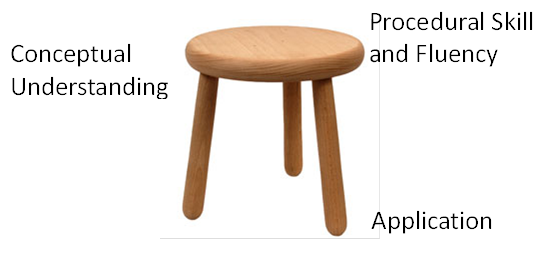 Conceptual
Understanding
Procedural Skill
and Fluency
Application